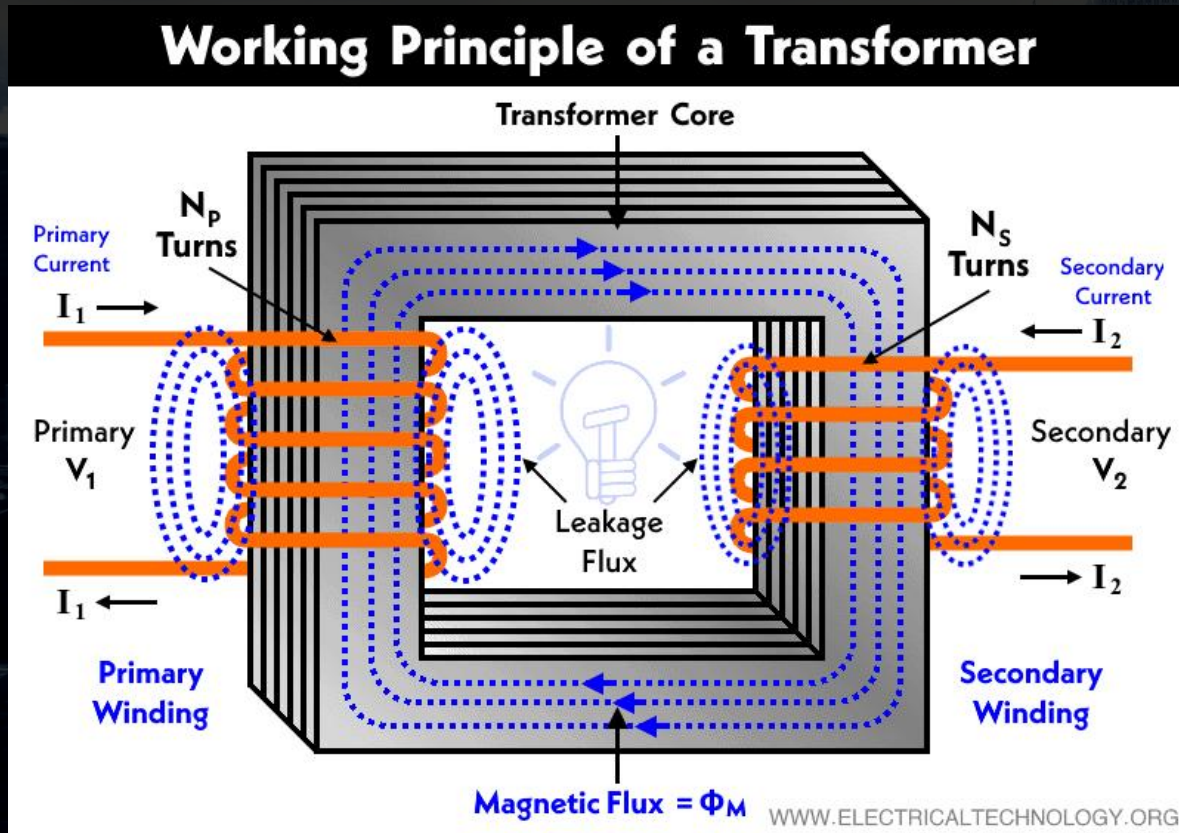 Working Principle of a Transformer
Transformer Core
N_P
Turns
N_S
Turns
Primary
Current
I_1
Secondary
Current
I_2
Primary
V_1
Secondary
V_2
Leakage
Flux
I_1
I_2
Primary
Winding
Secondary
Winding
Magnetic Flux = Φ_M
WWW.ELECTRICALTECHNOLOGY.ORG